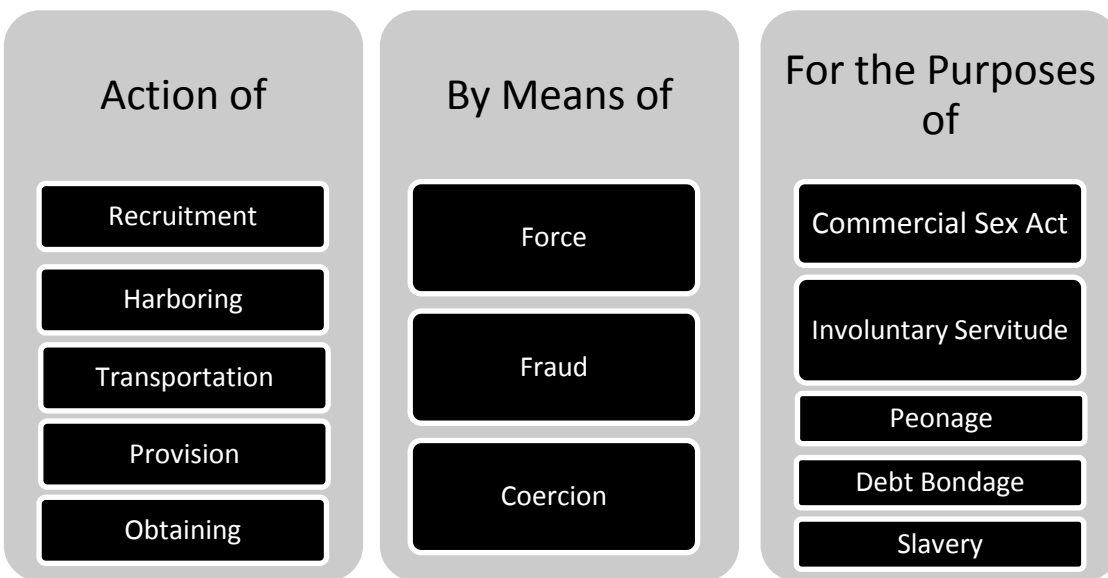 Action of
Recruitment
Harboring
Transportation
Provision
Obtaining
By Means of
Force
Fraud
Coercion
For the Purposes
of
Commercial Sex Act
Involuntary Servitude
Peonage
Debt Bondage
Slavery